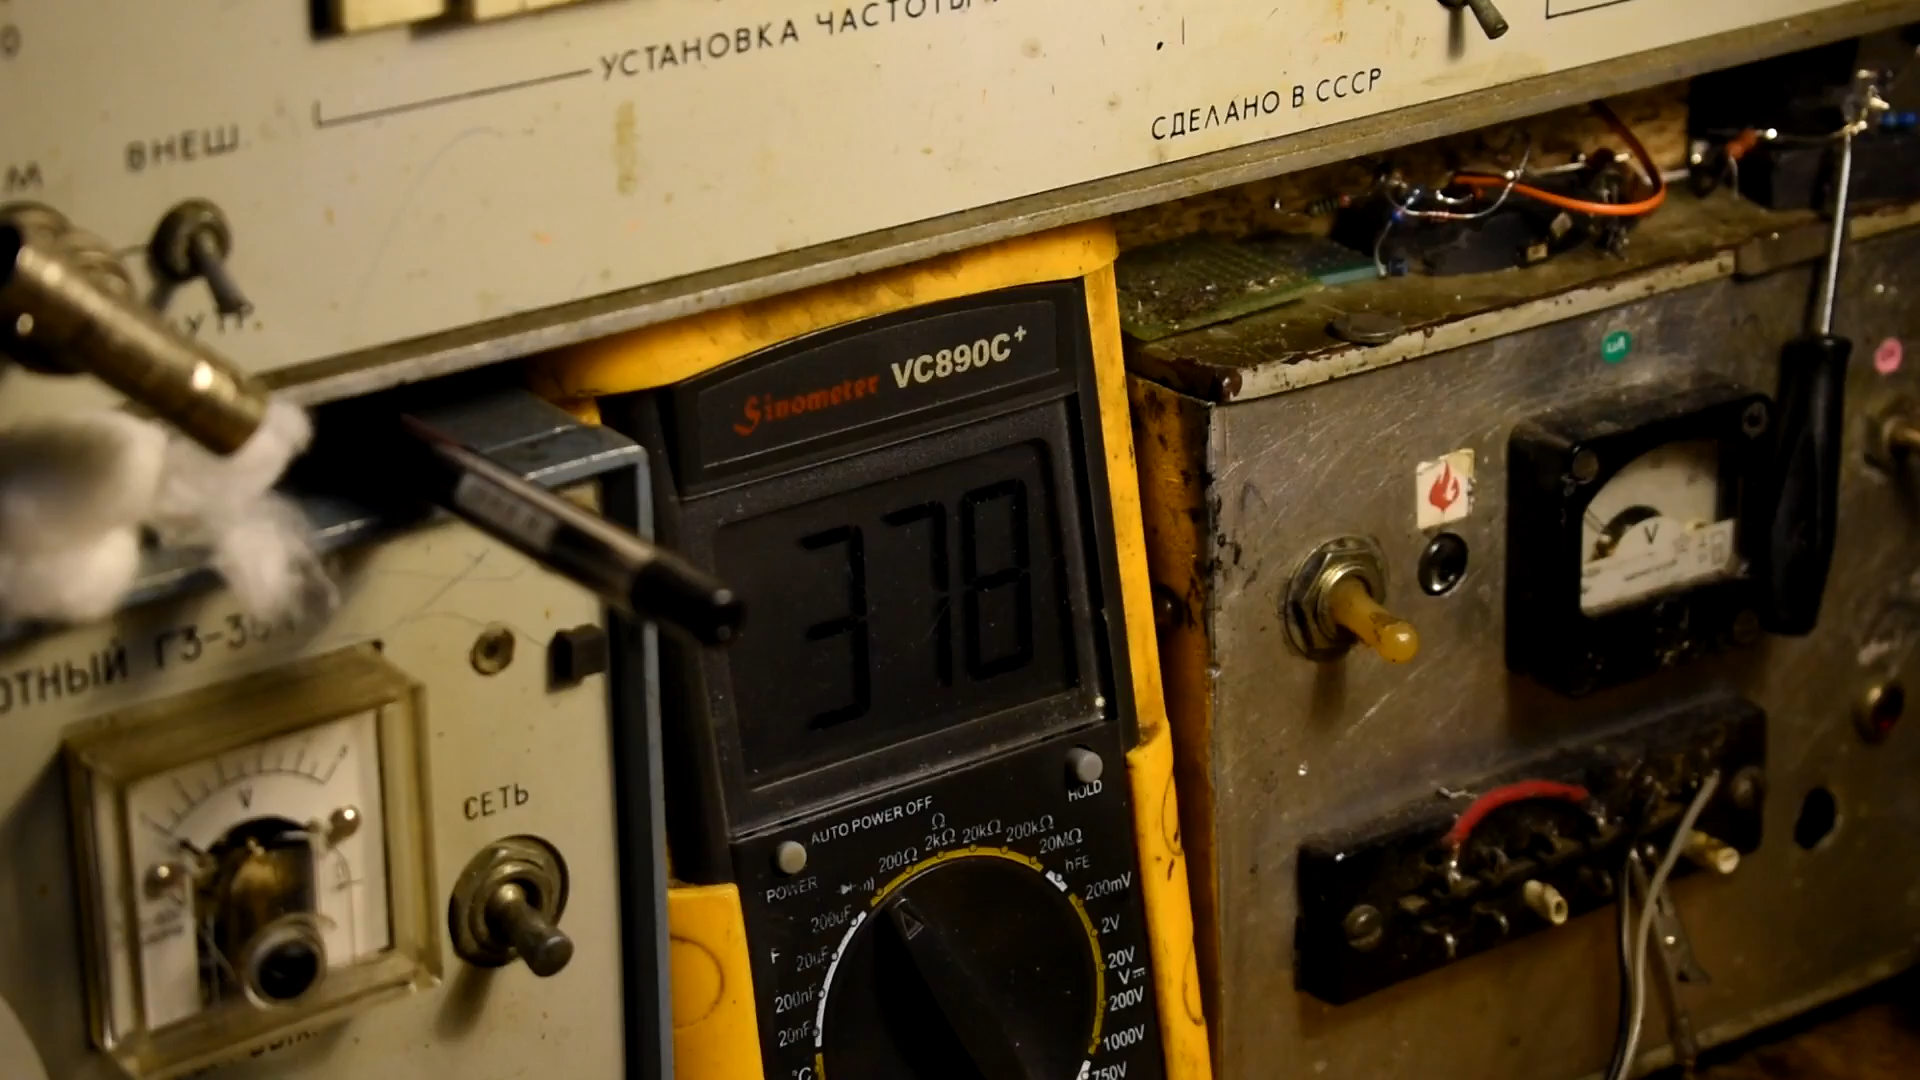 УСТАНОВКА ЧАСТОТЫ
СДЕЛАНО В СССР
ВНЕШ.
Sinometer VC890C+
378
HOLD
AUTO POWER OFF
POWER
Ω
200Ω 2kΩ 20kΩ 200kΩ 20MΩ
hFE
200mV
2V
20V
V
200V
1000V
750V
200uF
F
20uF
200nF
20nF
°C
СЕТЬ
V
V